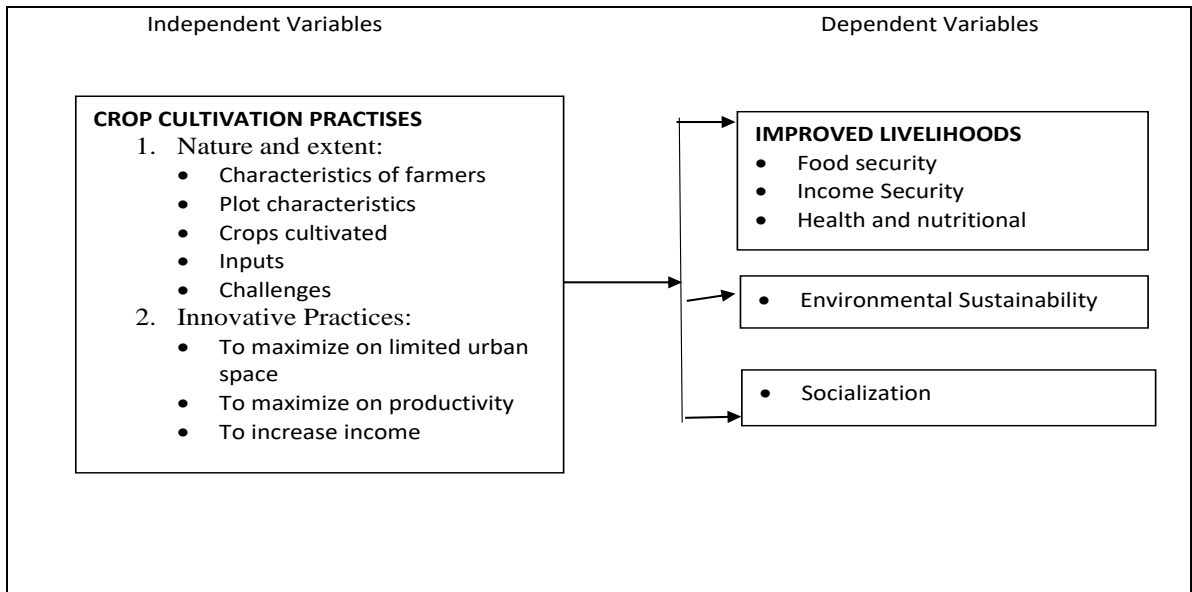 Independent Variables
Dependent Variables
CROP CULTIVATION PRACTISES
1. Nature and extent:
• Characteristics of farmers
• Plot characteristics
• Crops cultivated
• Inputs
• Challenges
2. Innovative Practices:
• To maximize on limited urban
space
• To maximize on productivity
• To increase income
IMPROVED LIVELIHOODS
• Food security
• Income Security
• Health and nutritional
• Environmental Sustainability
• Socialization